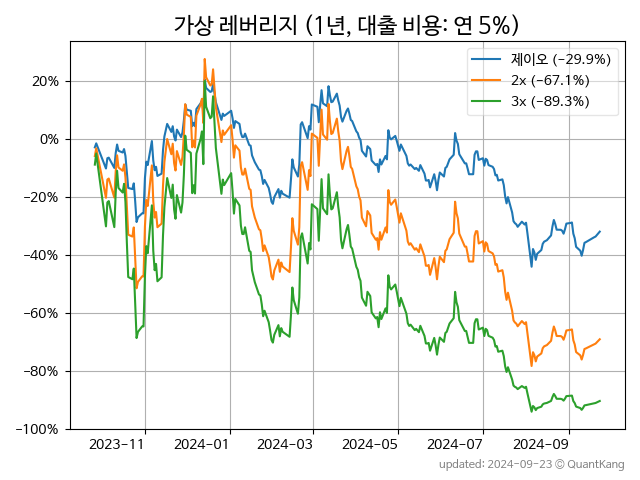 가상 레버리지 (1년, 대출 비용: 연 5%)
제이오 (−29.9%)
2x (−67.1%)
3x (−89.3%)
20%
0%
−20%
−40%
−60%
−80%
−100%
2023-11 2024-01 2024-03 2024-05 2024-07 2024-09
updated: 2024-09-23 © QuantKang